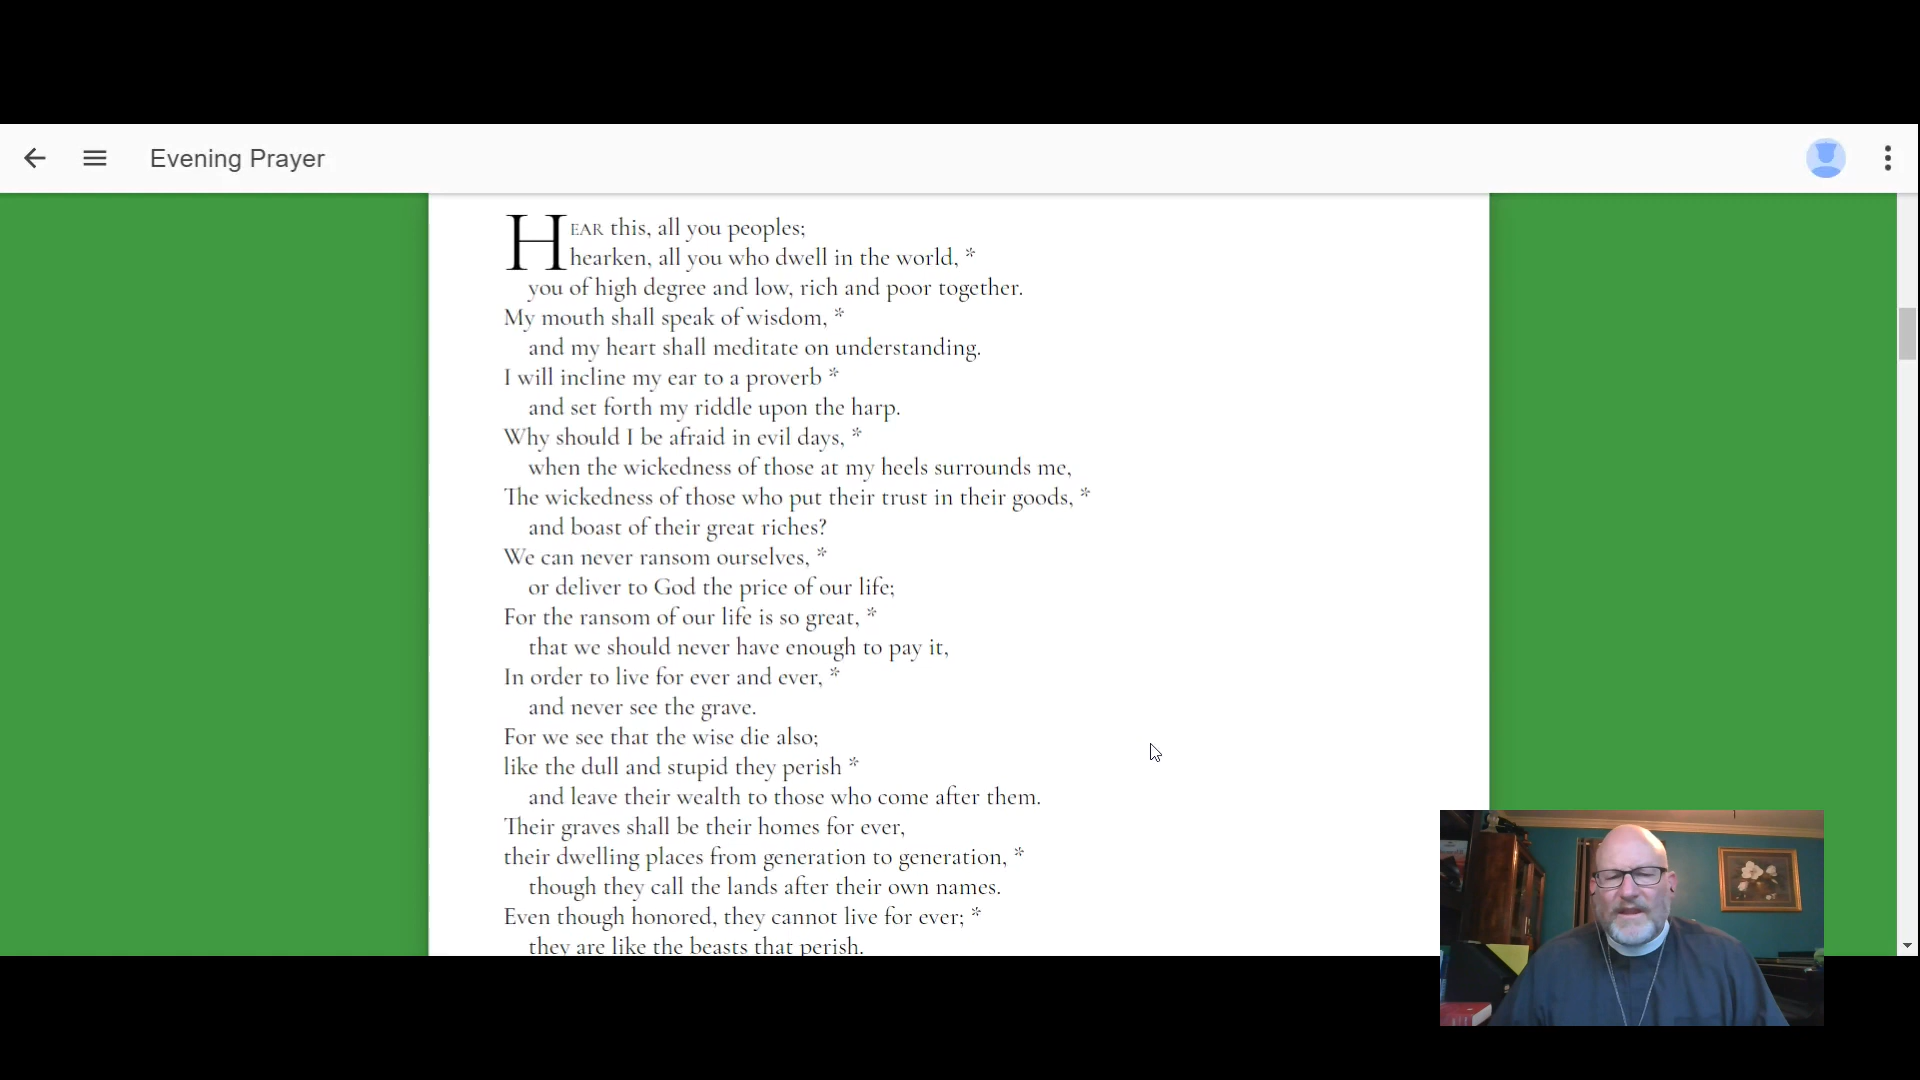 Evening Prayer
HEAR this, all you peoples;
hearken, all you who dwell in the world, *
you of high degree and low, rich and poor together.
My mouth shall speak of wisdom, *
and my heart shall meditate on understanding.
I will incline my ear to a proverb *
and set forth my riddle upon the harp.
Why should I be afraid in evil days, *
when the wickedness of those at my heels surrounds me,
The wickedness of those who put their trust in their goods, *
and boast of their great riches?
We can never ransom ourselves, *
or deliver to God the price of our life;
For the ransom of our life is so great, *
that we should never have enough to pay it,
In order to live for ever and ever, *
and never see the grave.
For we see that the wise die also;
like the dull and stupid they perish *
and leave their wealth to those who come after them.
Their graves shall be their homes for ever,
their dwelling places from generation to generation, *
though they call the lands after their own names.
Even though honored, they cannot live for ever; *
they are like the beasts that perish.